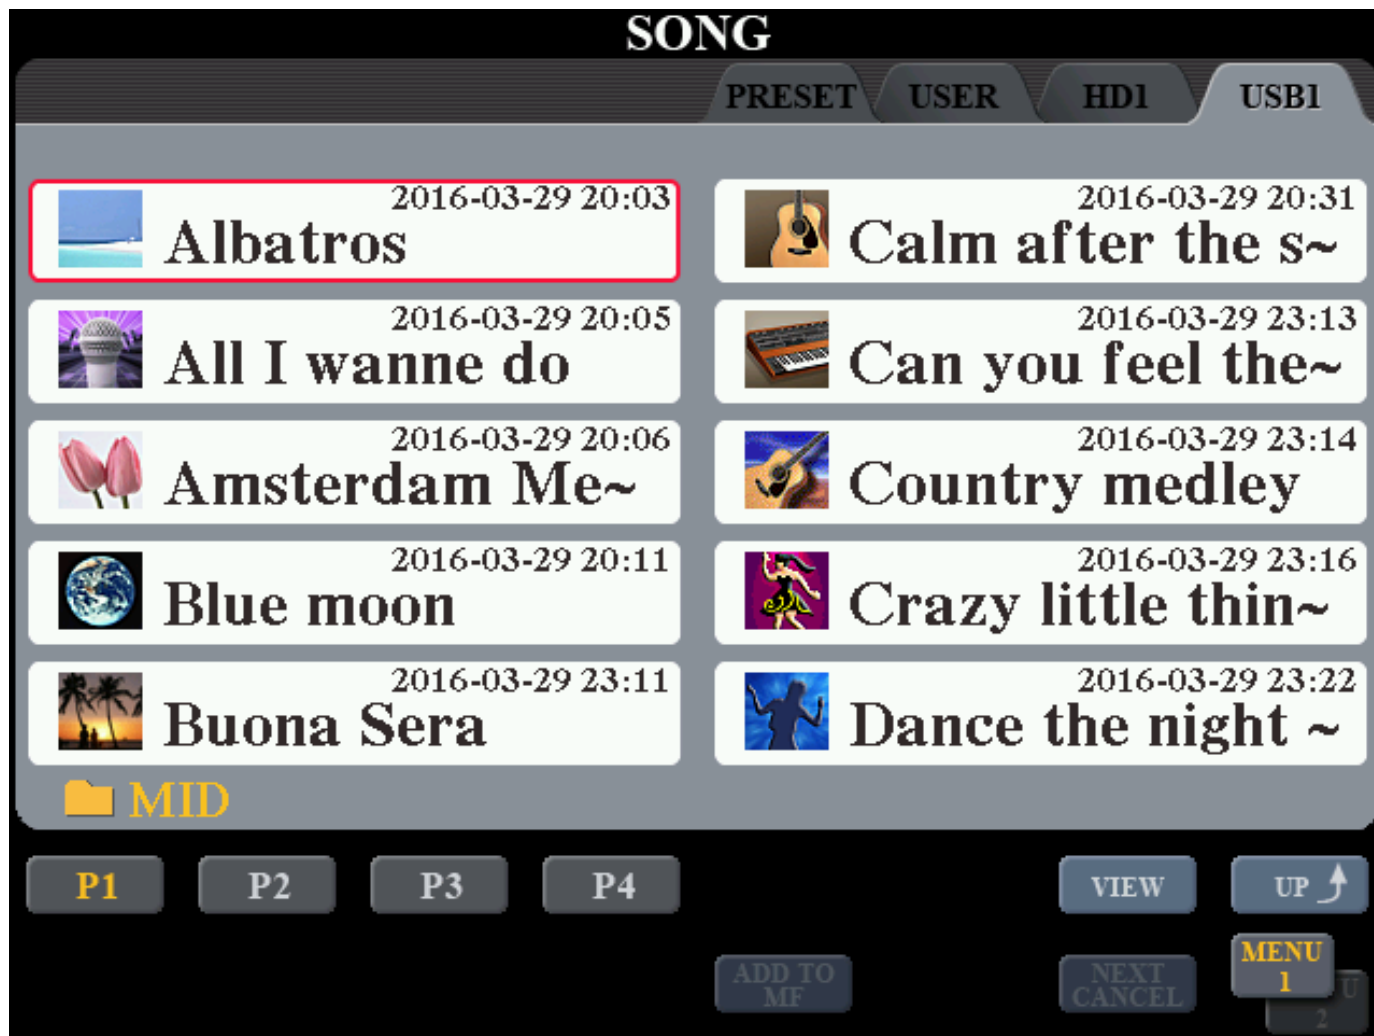 SONG
PRESET USER HD1 USB1
2016-03-29 20:03
Albatros
2016-03-29 20:05
All I wanne do
2016-03-29 20:06
Amsterdam Me~
2016-03-29 20:11
Blue moon
2016-03-29 23:11
Buona Sera
2016-03-29 20:31
Calm after the s~
2016-03-29 23:13
Can you feel the~
2016-03-29 23:14
Country medley
2016-03-29 23:16
Crazy little thin~
2016-03-29 23:22
Dance the night ~
MID
P1 P2 P3 P4 VIEW UP
ADD TO
MF
NEXT
CANCEL
MENU
1
U
2